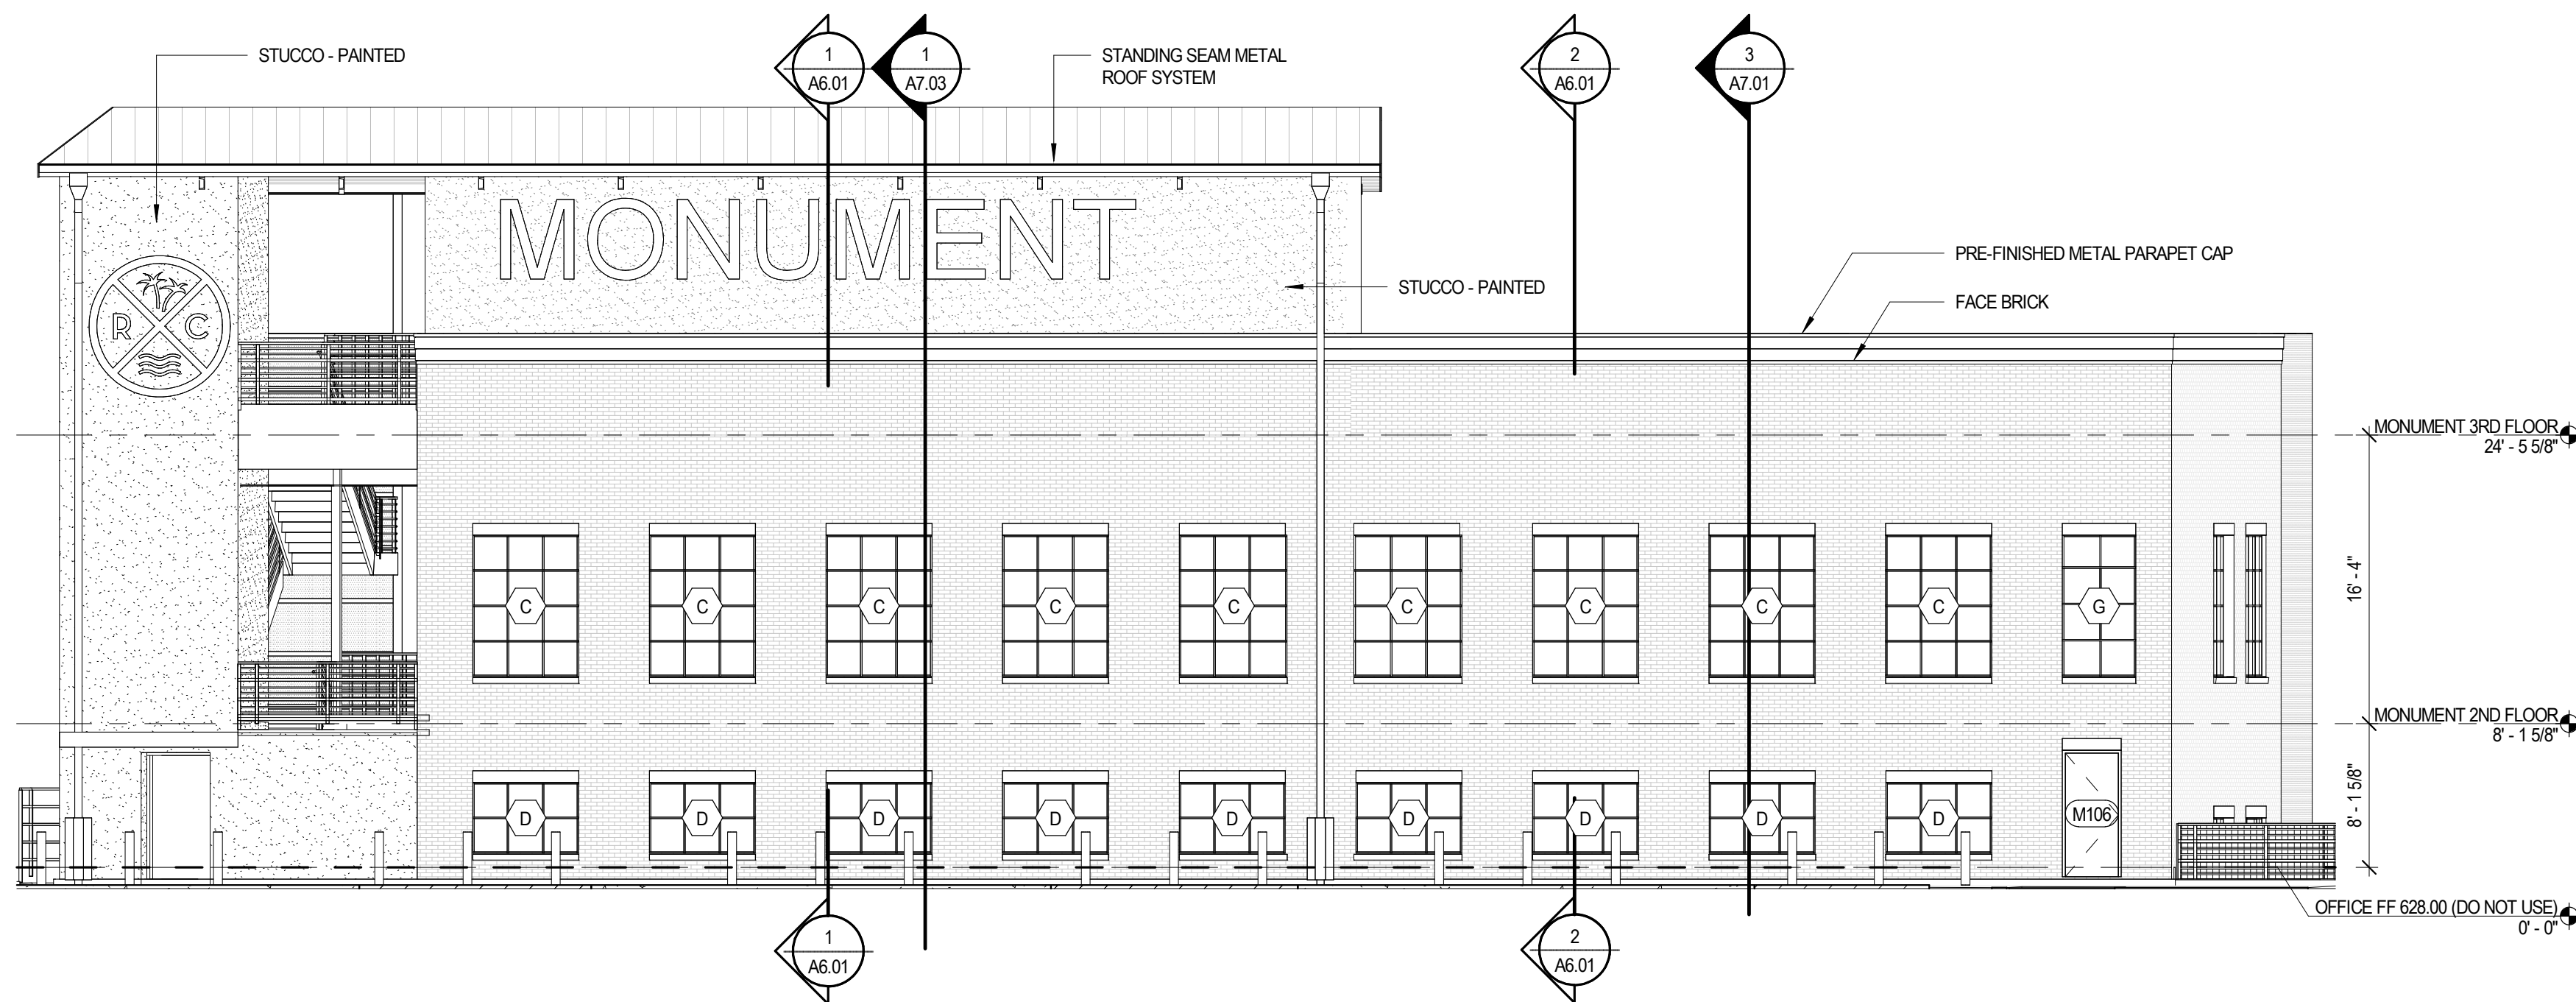 STUCCO - PAINTED
1
A6.01
1
A7.03
STANDING SEAM METAL
ROOF SYSTEM
2
A6.01
3
A7.01
MONUMENT
PRE-FINISHED METAL PARAPET CAP
STUCCO - PAINTED
FACE BRICK
R C
MONUMENT 3RD FLOOR
24' - 5 5/8"
16' - 4"
C C C C C C C C C G
MONUMENT 2ND FLOOR
8' - 1 5/8"
8' - 1 5/8"
D D D D D D D D D M106
OFFICE FF 628.00 (DO NOT USE)
0' - 0"
1
A6.01
2
A6.01